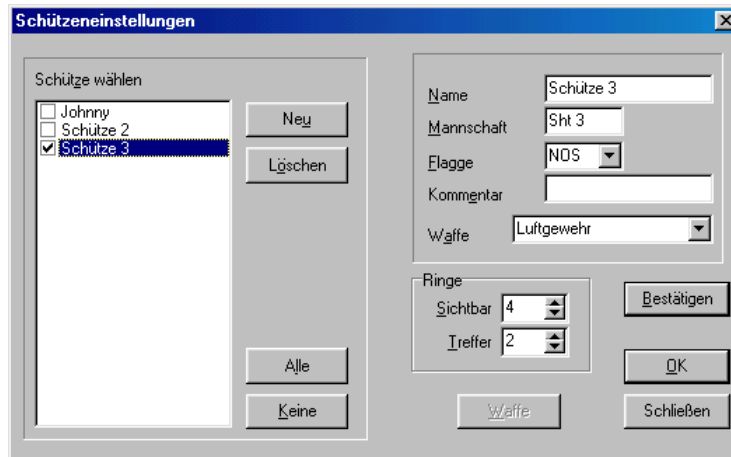 Schützeneinstellungen
Schütze wählen
Johnny
Schütze 2
Schütze 3
Neu
Löschen
Alle
Keine
Name Schütze 3
Mannschaft Sht 3
Flagge NOS
Kommentar
Waffe Luftgewehr
Ringe
Sichtbar 4
Treffer 2
Bestätigen
OK
Waffe
Schließen